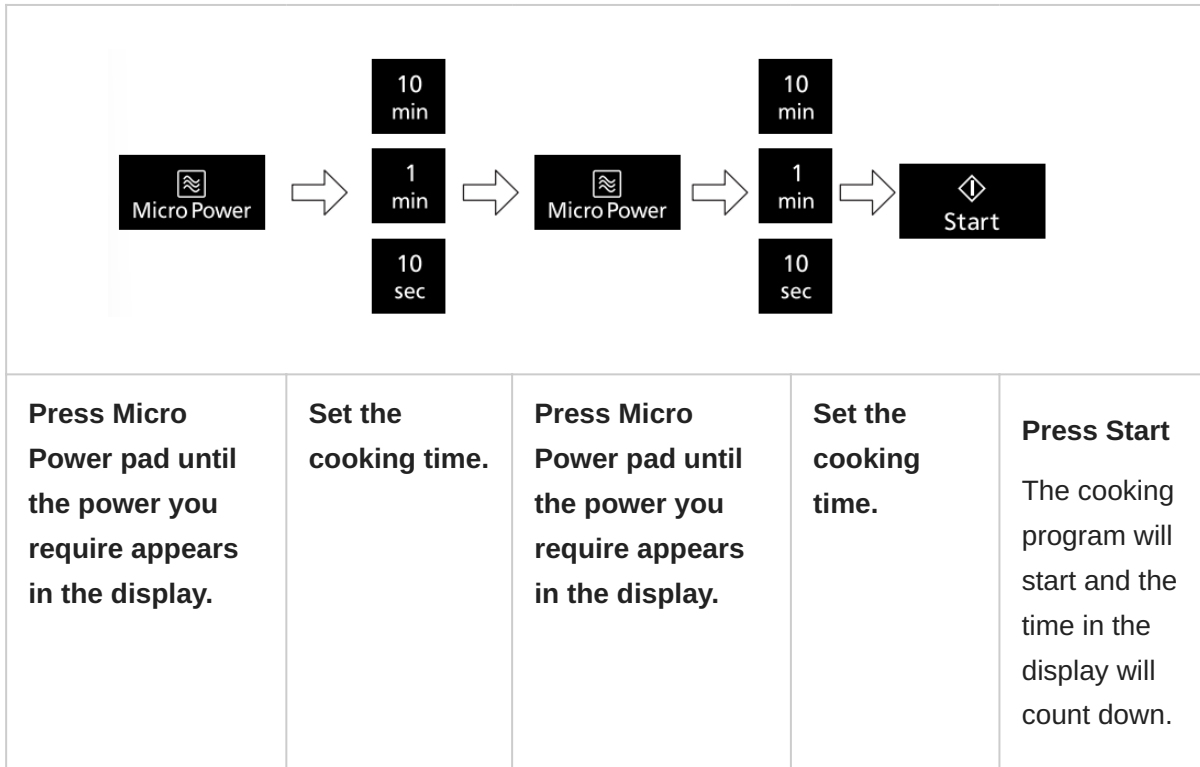 10
min
10
min
Micro Power
1
min
Micro Power
1
min
Start
10
sec
10
sec
Press Micro
Power pad until
the power you
require appears
in the display.
Set the
cooking time.
Press Micro
Power pad until
the power you
require appears
in the display.
Set the
cooking
time.
Press Start
The cooking
program will
start and the
time in the
display will
count down.